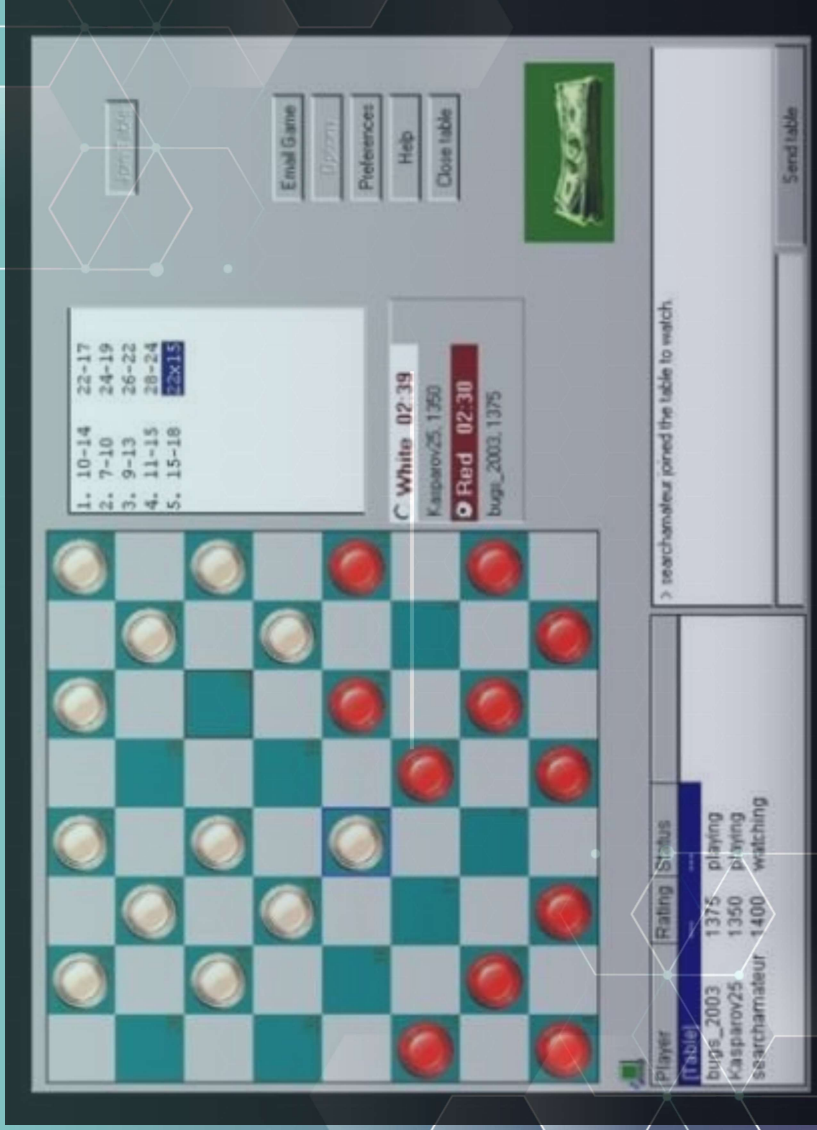 1. 10-14 22-17
2. 7-10 24-19
3. 9-13 26-22
4. 11-15 28-24
5. 15-18 22x15
White 02:39
Kasparov25, 1350
Red 02:30
bugs_2003, 1375
Join Table
Email Game
Preferences
Help
Close table
Player Rating Status
[Table] --- ---
bugs_2003 1375 playing
Kasparov25 1350 playing
searchamateur 1400 watching
> searchamateur joined the table to watch.
Send table